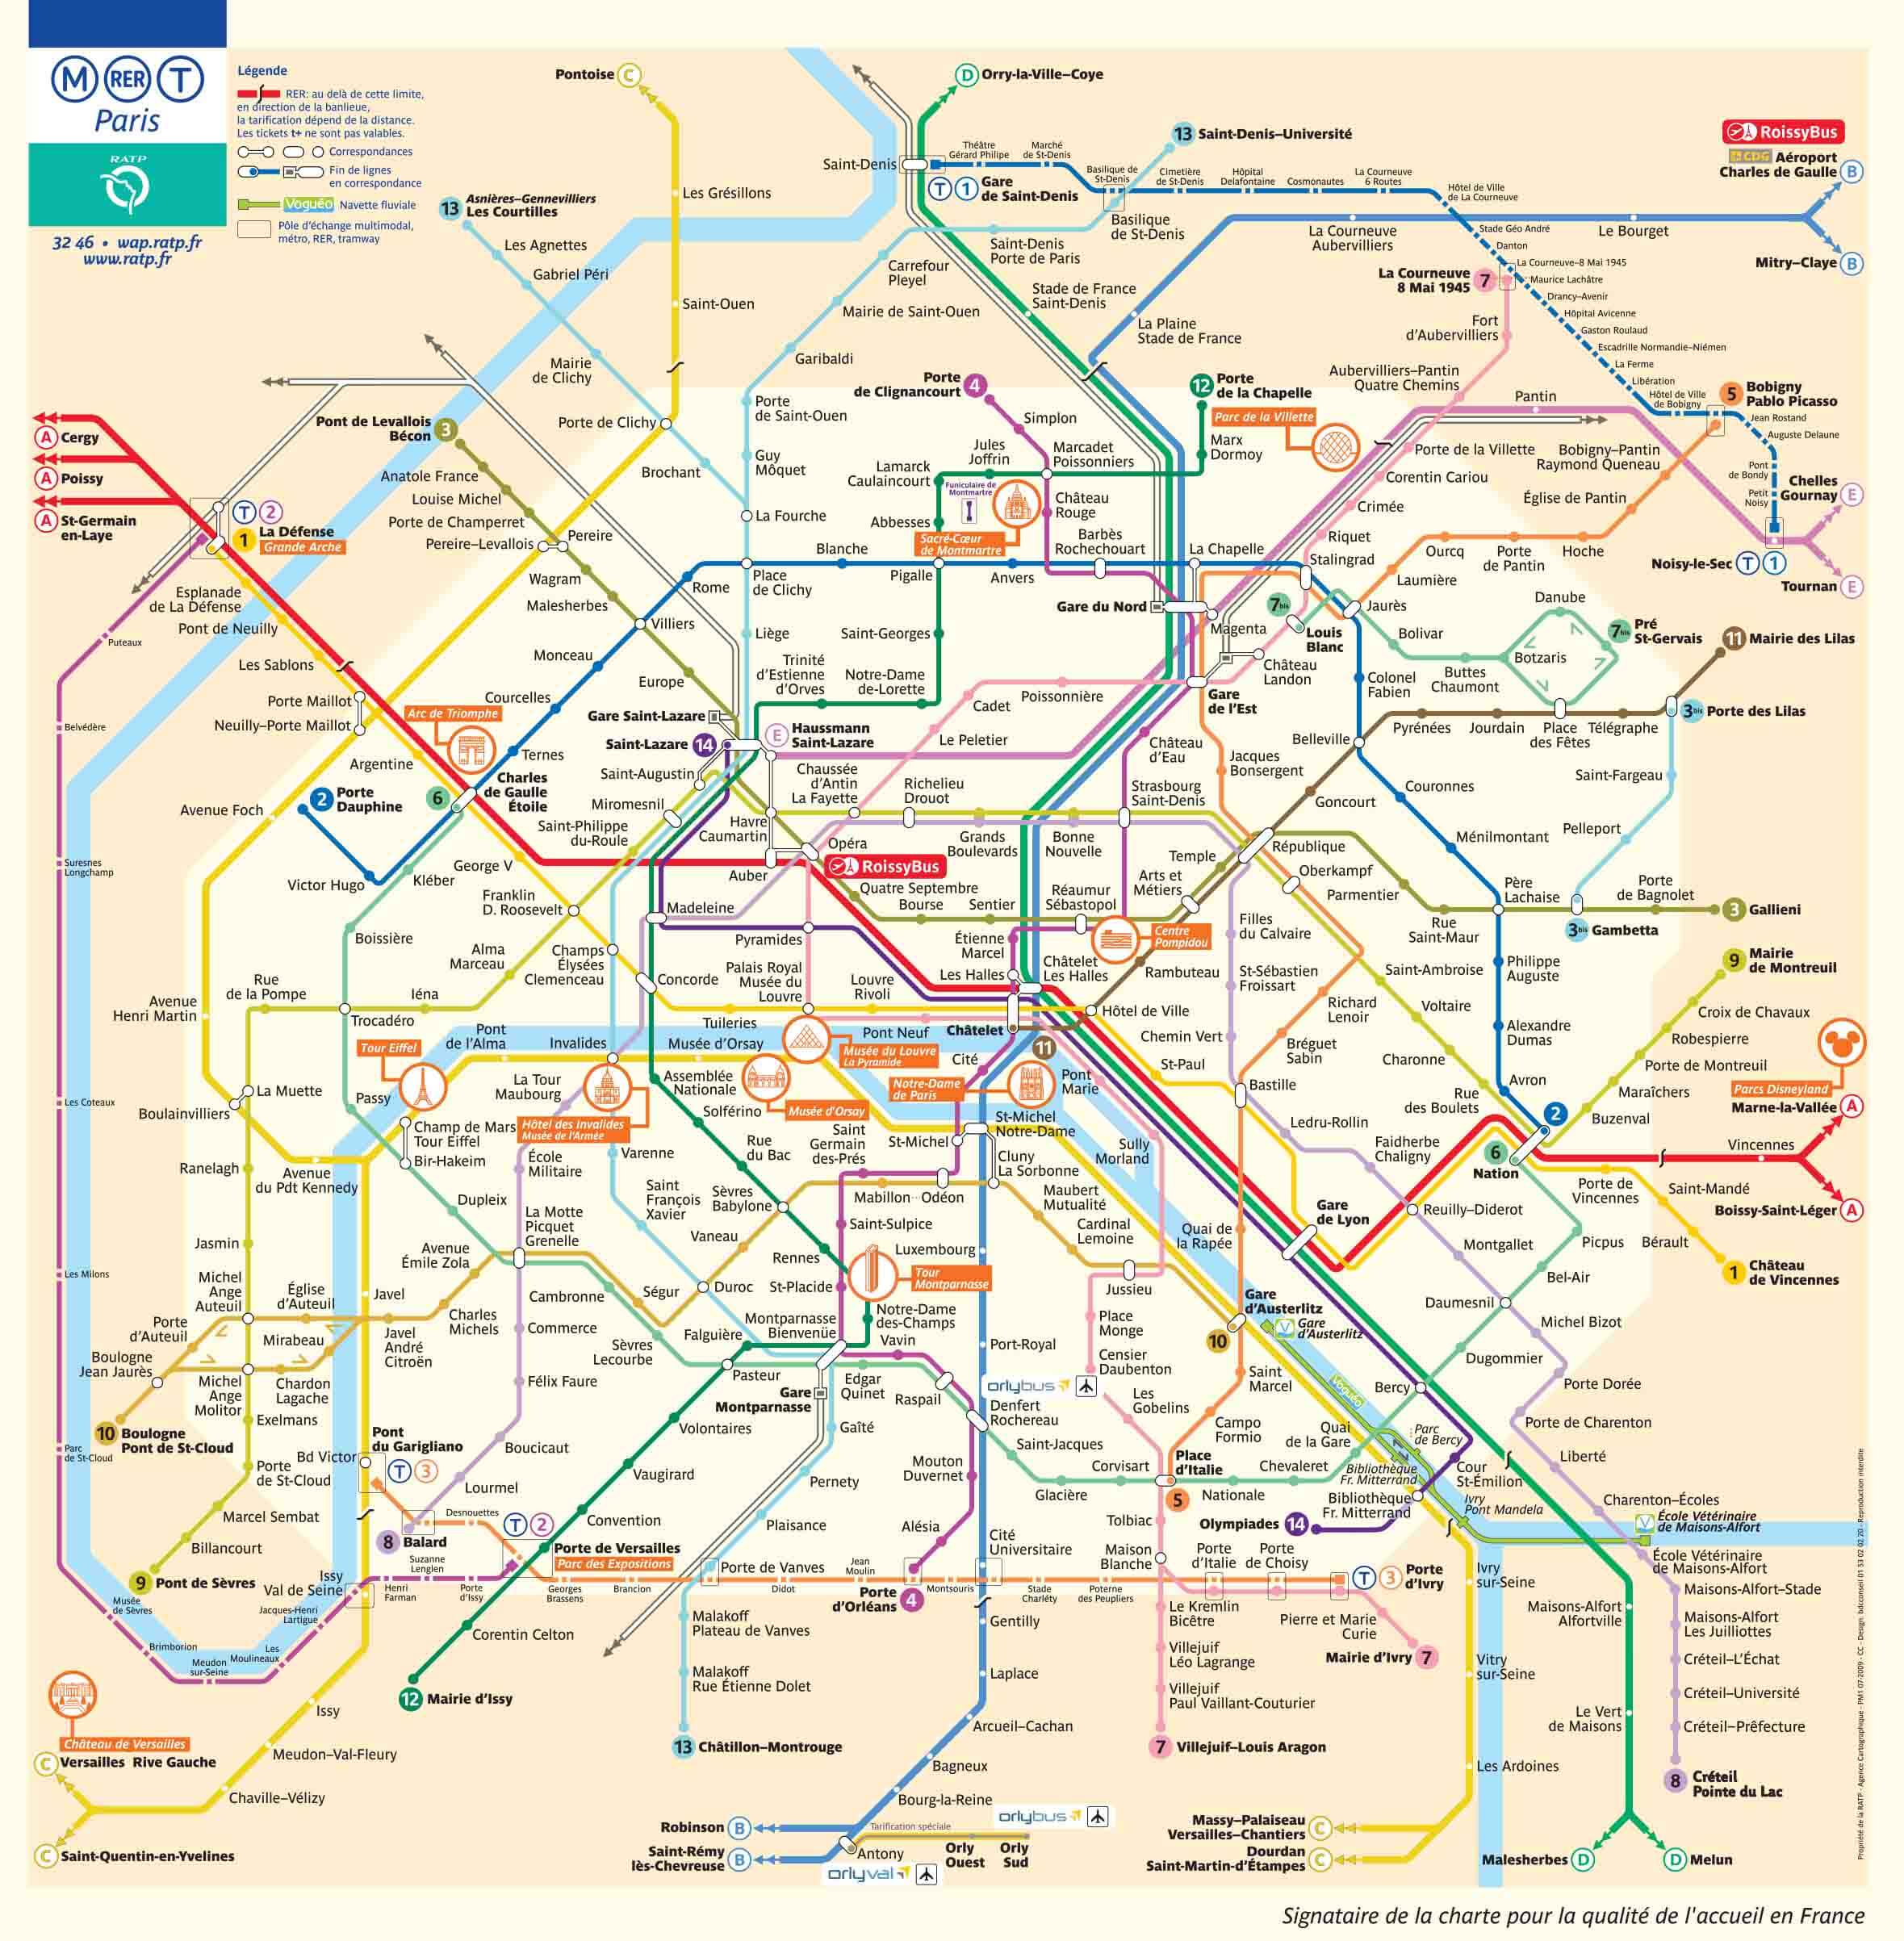 M RER T
Paris
RATP
32 46 • wap.ratp.fr
www.ratp.fr
Légende
RER: au delà de cette limite,
en direction de la banlieue,
la tarification dépend de la distance.
Les tickets t+ ne sont pas valables.
Correspondances
Fin de lignes
en correspondance
Voguéo Navette fluviale
Pôle d'échange multimodal,
métro, RER, tramway
Pontoise C
D Orry-la-Ville–Coye
13 Saint-Denis–Université
RoissyBus
CDG Aéroport
Charles de Gaulle B
Mitry–Claye B
Saint-Denis
T 1 Gare
de Saint-Denis
Théâtre
Gérard Philipe
Marché
de St-Denis
Basilique de
St-Denis
Cimetière
de St-Denis
Hôpital
Delafontaine
Cosmonautes
La Courneuve
6 Routes
Hôtel de Ville
de La Courneuve
Stade Géo André
Danton
La Courneuve–8 Mai 1945
Maurice Lachâtre
Drancy–Avenir
Hôpital Avicenne
Gaston Roulaud
Escadrille Normandie–Niémen
La Ferme
Libération
Hôtel de Ville
de Bobigny
5 Bobigny
Pablo Picasso
Jean Rostand
Auguste Delaune
Pont
de Bondy
Petit
Noisy
Noisy-le-Sec T 1
Chelles
Gournay E
Tournan E
13 Asnières–Gennevilliers
Les Courtilles
Les Agnettes
Gabriel Péri
Mairie
de Clichy
Les Grésillons
Saint-Ouen
Porte de Clichy
Basilique
de St-Denis
Saint-Denis
Porte de Paris
Carrefour
Pleyel
Mairie de Saint-Ouen
Garibaldi
Porte
de Saint-Ouen
Guy
Môquet
Brochant
La Fourche
Stade de France
Saint-Denis
La Plaine
Stade de France
La Courneuve
Aubervilliers
Le Bourget
La Courneuve
8 Mai 1945 7
Fort
d'Aubervilliers
Aubervilliers–Pantin
Quatre Chemins
Pantin
Porte de la Villette
Corentin Cariou
Crimée
Riquet
Stalingrad
Bobigny–Pantin
Raymond Queneau
Église de Pantin
Hoche
Porte
de Pantin
Ourcq
Laumière
Jaurès
A Cergy
A Poissy
A St-Germain
en-Laye
T 2
1 La Défense
Grande Arche
Esplanade
de La Défense
Pont de Neuilly
Les Sablons
Porte Maillot
Neuilly–Porte Maillot
Argentine
Pont de Levallois
Bécon 3
Anatole France
Louise Michel
Porte de Champerret
Pereire–Levallois
Pereire
Wagram
Malesherbes
Villiers
Monceau
Courcelles
Ternes
Europe
Rome
Place
de Clichy
Blanche
Pigalle
Anvers
Barbès
Rochechouart
La Chapelle
Porte
de Clignancourt 4
Simplon
Marcadet
Poissonniers
Château
Rouge
Jules
Joffrin
Lamarck
Caulaincourt
Funiculaire de
Montmartre
Abbesses
Sacré-Cœur
de Montmartre
12 Porte
de la Chapelle
Marx
Dormoy
Parc de la Villette
Gare du Nord
Magenta
Château
Landon
7bis Louis
Blanc
Bolivar
Buttes
Chaumont
Botzaris
Danube
7bis Pré
St-Gervais
11 Mairie des Lilas
3bis Porte des Lilas
Place
des Fêtes
Télégraphe
Jourdain
Pyrénées
Belleville
Colonel
Fabien
Couronnes
Ménilmontant
Père
Lachaise
Saint-Fargeau
Pelleport
3bis Gambetta
Porte
de Bagnolet
3 Gallieni
Liège
Saint-Georges
Trinité
d'Estienne
d'Orves
Notre-Dame
de-Lorette
Cadet
Poissonnière
Le Peletier
Gare
de l'Est
Gare Saint-Lazare
Saint-Lazare 14
E Haussmann
Saint-Lazare
Saint-Augustin
Miromesnil
Saint-Philippe
du-Roule
Havre
Caumartin
Auber
Chaussée
d'Antin
La Fayette
Richelieu
Drouot
Grands
Boulevards
Bonne
Nouvelle
Strasbourg
Saint-Denis
Château
d'Eau
Jacques
Bonsergent
Goncourt
République
Temple
Arts et
Métiers
Oberkampf
Parmentier
Rue
Saint-Maur
Opéra
RoissyBus
Quatre Septembre
Bourse
Sentier
Réaumur
Sébastopol
Centre
Pompidou
Rambuteau
Étienne
Marcel
Les Halles
Châtelet
Les Halles
Châtelet
11
Hôtel de Ville
Arc de Triomphe
Charles
de Gaulle
Étoile
6
2 Porte
Dauphine
Victor Hugo
Avenue Foch
Kléber
Boissière
George V
Franklin
D. Roosevelt
Alma
Marceau
Champs
Élysées
Clemenceau
Madeleine
Concorde
Pyramides
Palais Royal
Musée du
Louvre
Louvre
Rivoli
Tuileries
Pont Neuf
Musée du Louvre
La Pyramide
Cité
Notre-Dame
de Paris
Pont
Marie
Filles
du Calvaire
St-Sébastien
Froissart
Chemin Vert
St-Paul
Bastille
Richard
Lenoir
Bréguet
Sabin
Saint-Ambroise
Voltaire
Charonne
Rue
des Boulets
Philippe
Auguste
Alexandre
Dumas
Avron
2
6
Nation
9 Mairie
de Montreuil
Croix de Chavaux
Robespierre
Porte de Montreuil
Maraîchers
Buzenval
Parcs Disneyland
Marne-la-Vallée A
Vincennes
Boissy-Saint-Léger A
Porte de
Vincennes
Saint-Mandé
Bérault
1 Château
de Vincennes
Picpus
Bel-Air
Daumesnil
Montgallet
Reuilly–Diderot
Faidherbe
Chaligny
Ledru-Rollin
Gare
de Lyon
Michel Bizot
Dugommier
Porte Dorée
Porte de Charenton
Liberté
Charenton–Écoles
École Vétérinaire
de Maisons-Alfort
École Vétérinaire
de Maisons-Alfort
Maisons-Alfort–Stade
Maisons-Alfort
Les Juilliottes
Créteil–L'Échat
Créteil–Université
Créteil–Préfecture
8 Créteil
Pointe du Lac
Avenue
Henri Martin
Rue
de la Pompe
Iéna
Trocadéro
Tour Eiffel
Pont
de l'Alma
Invalides
Musée d'Orsay
Assemblée
Nationale
Musée d'Orsay
Solférino
La Tour
Maubourg
Hôtel des Invalides
Musée de l'Armée
Passy
La Muette
Boulainvilliers
Champ de Mars
Tour Eiffel
Bir-Hakeim
Ranelagh
Avenue
du Pdt Kennedy
Jasmin
Dupleix
École
Militaire
La Motte
Picquet
Grenelle
Avenue
Émile Zola
Varenne
Saint
François
Xavier
Rue
du Bac
Sèvres
Babylone
Vaneau
Rennes
St-Placide
Saint
Germain
des-Prés
Mabillon
Odéon
Saint-Sulpice
St-Michel
St-Michel
Notre-Dame
Cluny
La Sorbonne
Maubert
Mutualité
Cardinal
Lemoine
Jussieu
Sully
Morland
Quai de
la Rapée
Luxembourg
Port-Royal
Place
Monge
Censier
Daubenton
Les
Gobelins
Gare
d'Austerlitz
10
Gare
d'Austerlitz
Voguéo
Saint
Marcel
Campo
Formio
Place
d'Italie
5
Quai
de la Gare
Chevaleret
Nationale
Bercy
Parc
de Bercy
Cour
St-Émilion
Bibliothèque
Fr. Mitterrand
Bibliothèque
Fr. Mitterrand
Olympiades 14
Ivry
Pont Mandela
Michel
Ange
Auteuil
Église
d'Auteuil
Javel
Porte
d'Auteuil
Mirabeau
Javel
André
Citroën
Charles
Michels
Boulogne
Jean Jaurès
Michel
Ange
Molitor
Chardon
Lagache
Exelmans
10 Boulogne
Pont de St-Cloud
Porte
de St-Cloud
Marcel Sembat
Billancourt
9 Pont de Sèvres
Commerce
Félix Faure
Boucicaut
Lourmel
8 Balard
Cambronne
Ségur
Duroc
Sèvres
Lecourbe
Falguière
Montparnasse
Bienvenüe
Notre-Dame
des-Champs
Tour
Montparnasse
Vavin
Pasteur
Gare
Montparnasse
Edgar
Quinet
Raspail
Denfert
Rochereau
orlybus
Volontaires
Vaugirard
Convention
Gaîté
Pernety
Plaisance
Mouton
Duvernet
Alésia
Saint-Jacques
Glacière
Corvisart
Tolbiac
Maison
Blanche
Bd Victor
Pont
du Garigliano
T 3
Desnouettes
T 2
Porte de Versailles
Parc des Expositions
Georges
Brassens
Brancion
Porte de Vanves
Didot
Jean
Moulin
Porte
d'Orléans 4
Montsouris
Cité
Universitaire
Stade
Charléty
Poterne
des Peupliers
Porte
d'Italie
Porte
de Choisy
T 3 Porte
d'Ivry
Puteaux
Belvédère
Suresnes
Longchamp
Les Coteaux
Les Milons
Parc
de St-Cloud
Musée
de Sèvres
Brimborion
Meudon
sur-Seine
Les
Moulineaux
Jacques-Henri
Lartigue
Issy
Val de Seine
Henri
Farman
Suzanne
Lenglen
Porte
d'Issy
Corentin Celton
12 Mairie d'Issy
Issy
Meudon–Val-Fleury
Chaville–Vélizy
Château de Versailles
C Versailles Rive Gauche
C Saint-Quentin-en-Yvelines
Malakoff
Plateau de Vanves
Malakoff
Rue Étienne Dolet
13 Châtillon–Montrouge
Gentilly
Laplace
Arcueil–Cachan
Bagneux
Bourg-la-Reine
Robinson B
Saint-Rémy
lès-Chevreuse B
Antony
Tarification spéciale
Orly
Ouest
Orly
Sud
orlybus
orlyval
Le Kremlin
Bicêtre
Villejuif
Léo Lagrange
Villejuif
Paul Vaillant-Couturier
7 Villejuif–Louis Aragon
Pierre et Marie
Curie
Mairie d'Ivry 7
Ivry
sur-Seine
Vitry
sur-Seine
Les Ardoines
Massy–Palaiseau
Versailles–Chantiers C
Dourdan
Saint-Martin-d'Étampes C
Maisons-Alfort
Alfortville
Le Vert
de Maisons
Malesherbes D
D Melun
Propriété de la RATP - Agence Cartographique - PM1 07-2009 - CC - Design: bdcconseil 01 53 02 02 20 - Reproduction interdite
Signataire de la charte pour la qualité de l'accueil en France